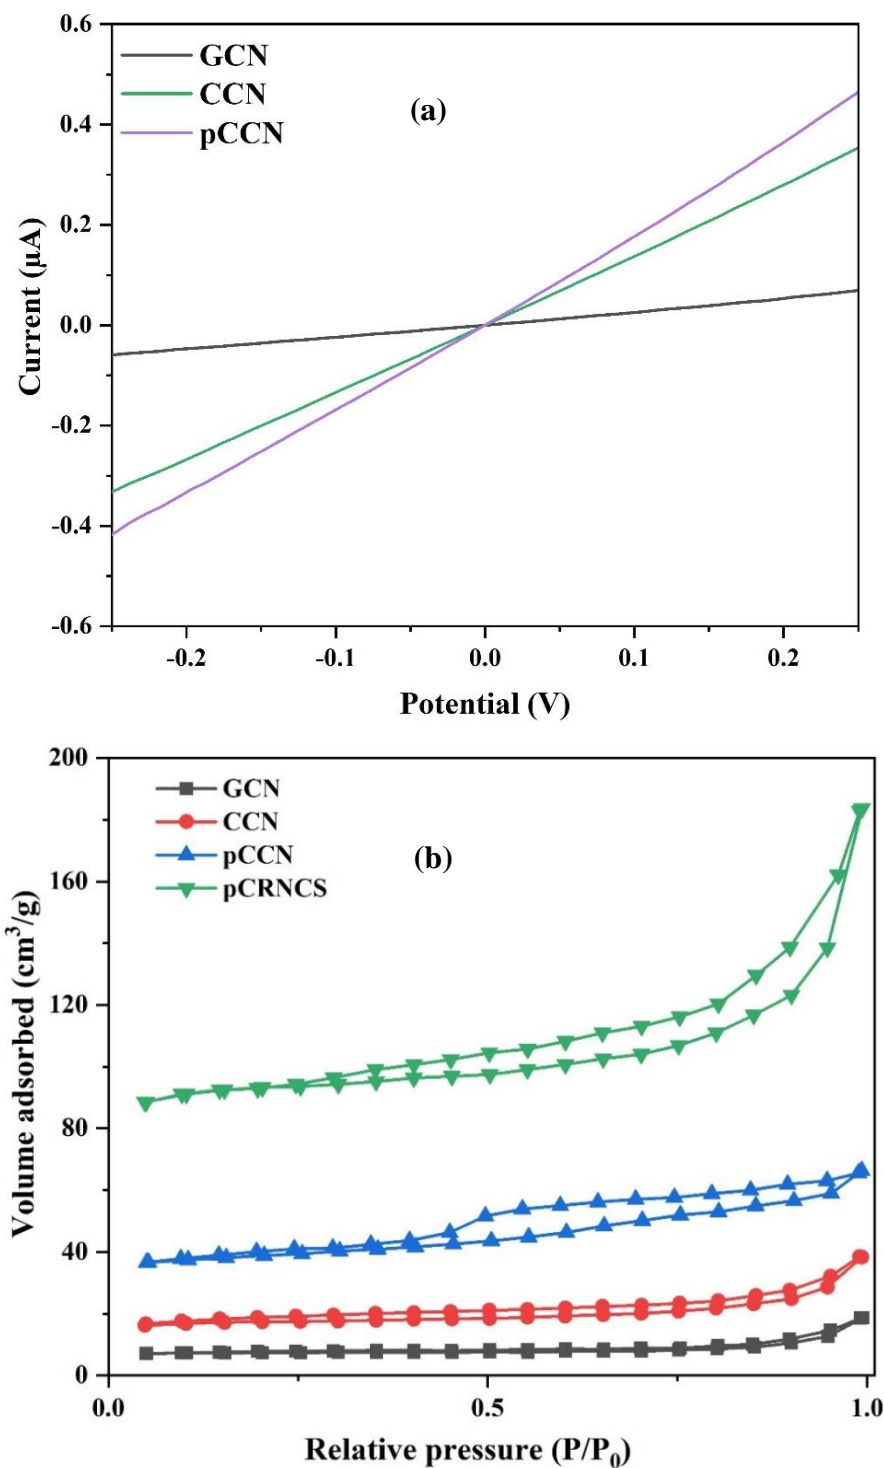 0.6
GCN
CCN
(a)
pCCN
0.4
0.2
0.0
-0.2
-0.4
-0.6
Current (µA)
-0.2 -0.1 0.0 0.1 0.2
Potential (V)
200
GCN
CCN
pCCN
(b)
pCRNCS
160
120
80
40
0
Volume adsorbed (cm³/g)
0.0 0.5 1.0
Relative pressure (P/P₀)